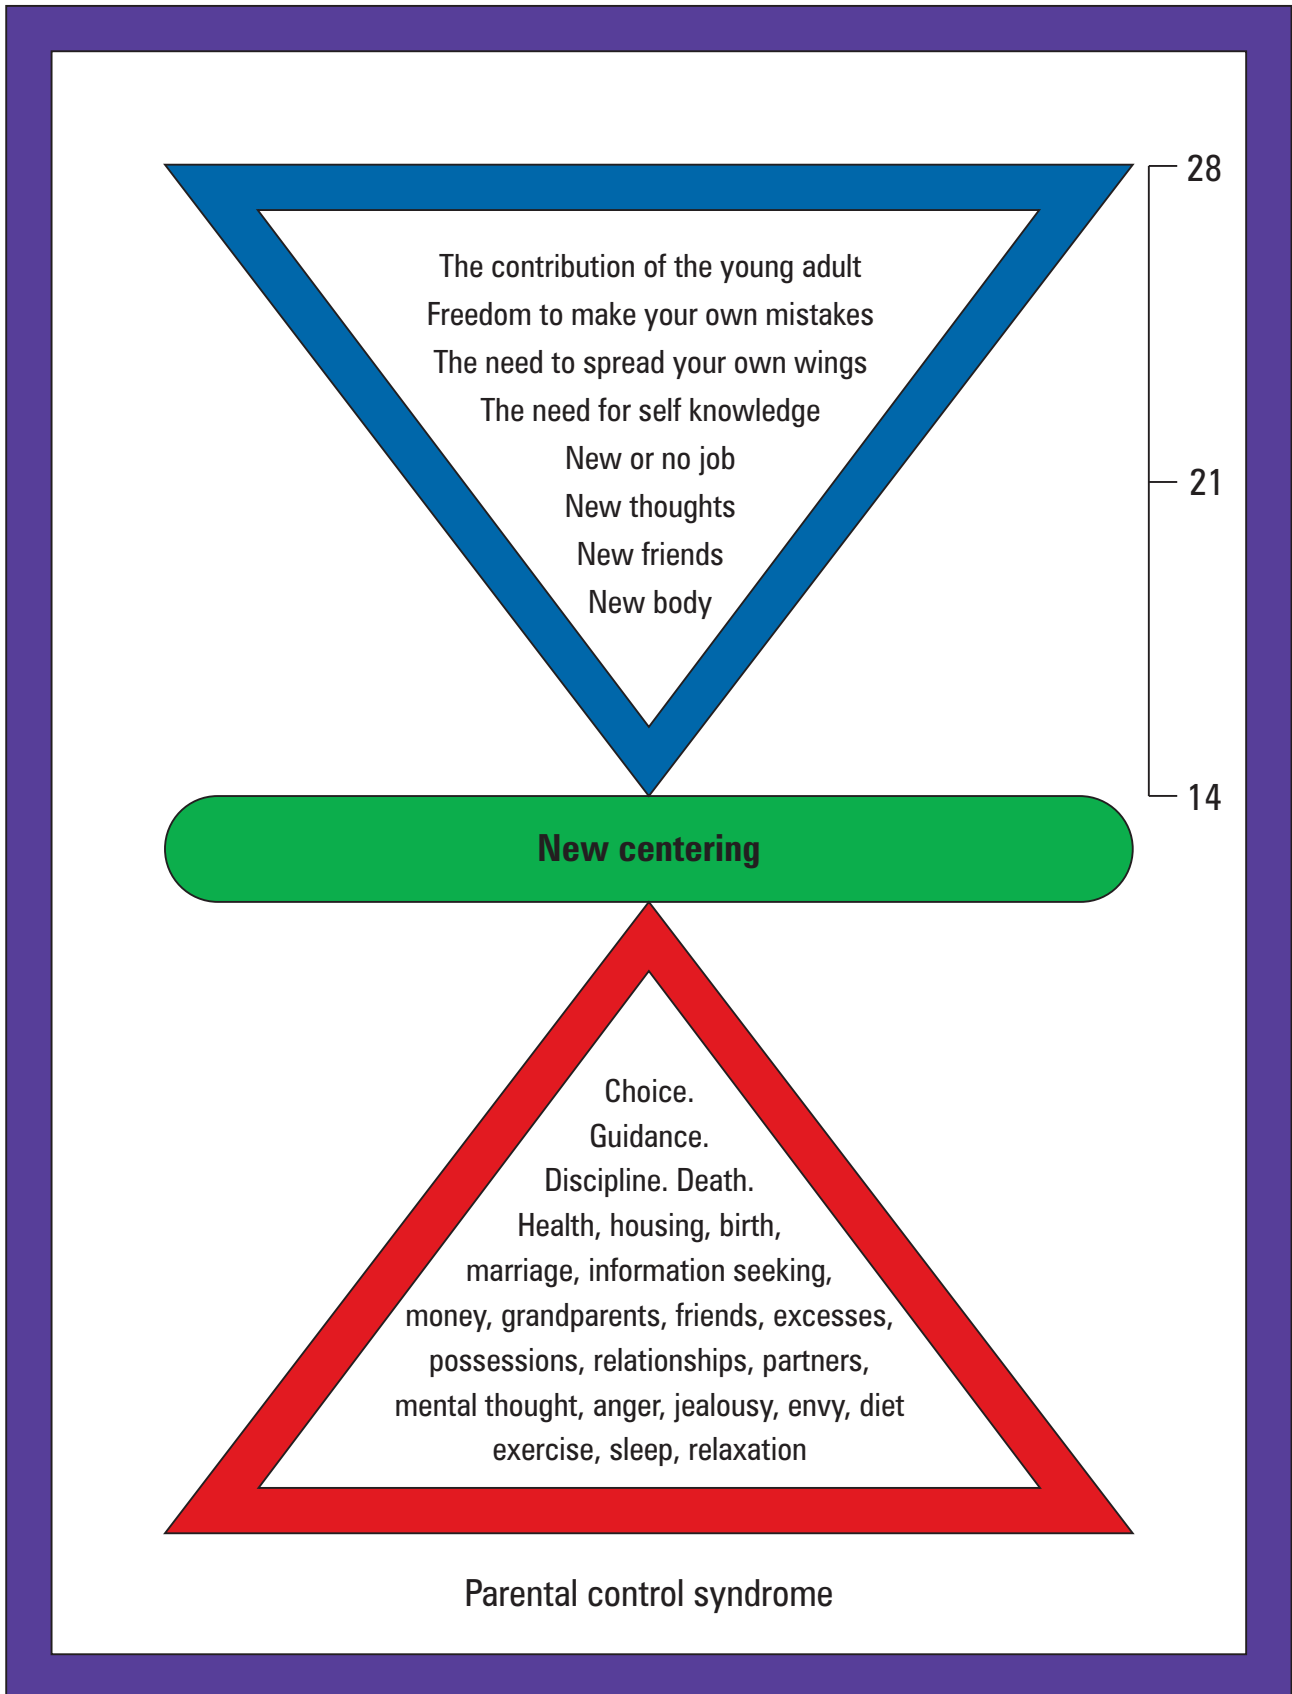 28
The contribution of the young adult
Freedom to make your own mistakes
The need to spread your own wings
The need for self knowledge
New or no job
21
New thoughts
New friends
New body
14
New centering
Choice.
Guidance.
Discipline. Death.
Health, housing, birth,
marriage, information seeking,
money, grandparents, friends, excesses,
possessions, relationships, partners,
mental thought, anger, jealousy, envy, diet
exercise, sleep, relaxation
Parental control syndrome